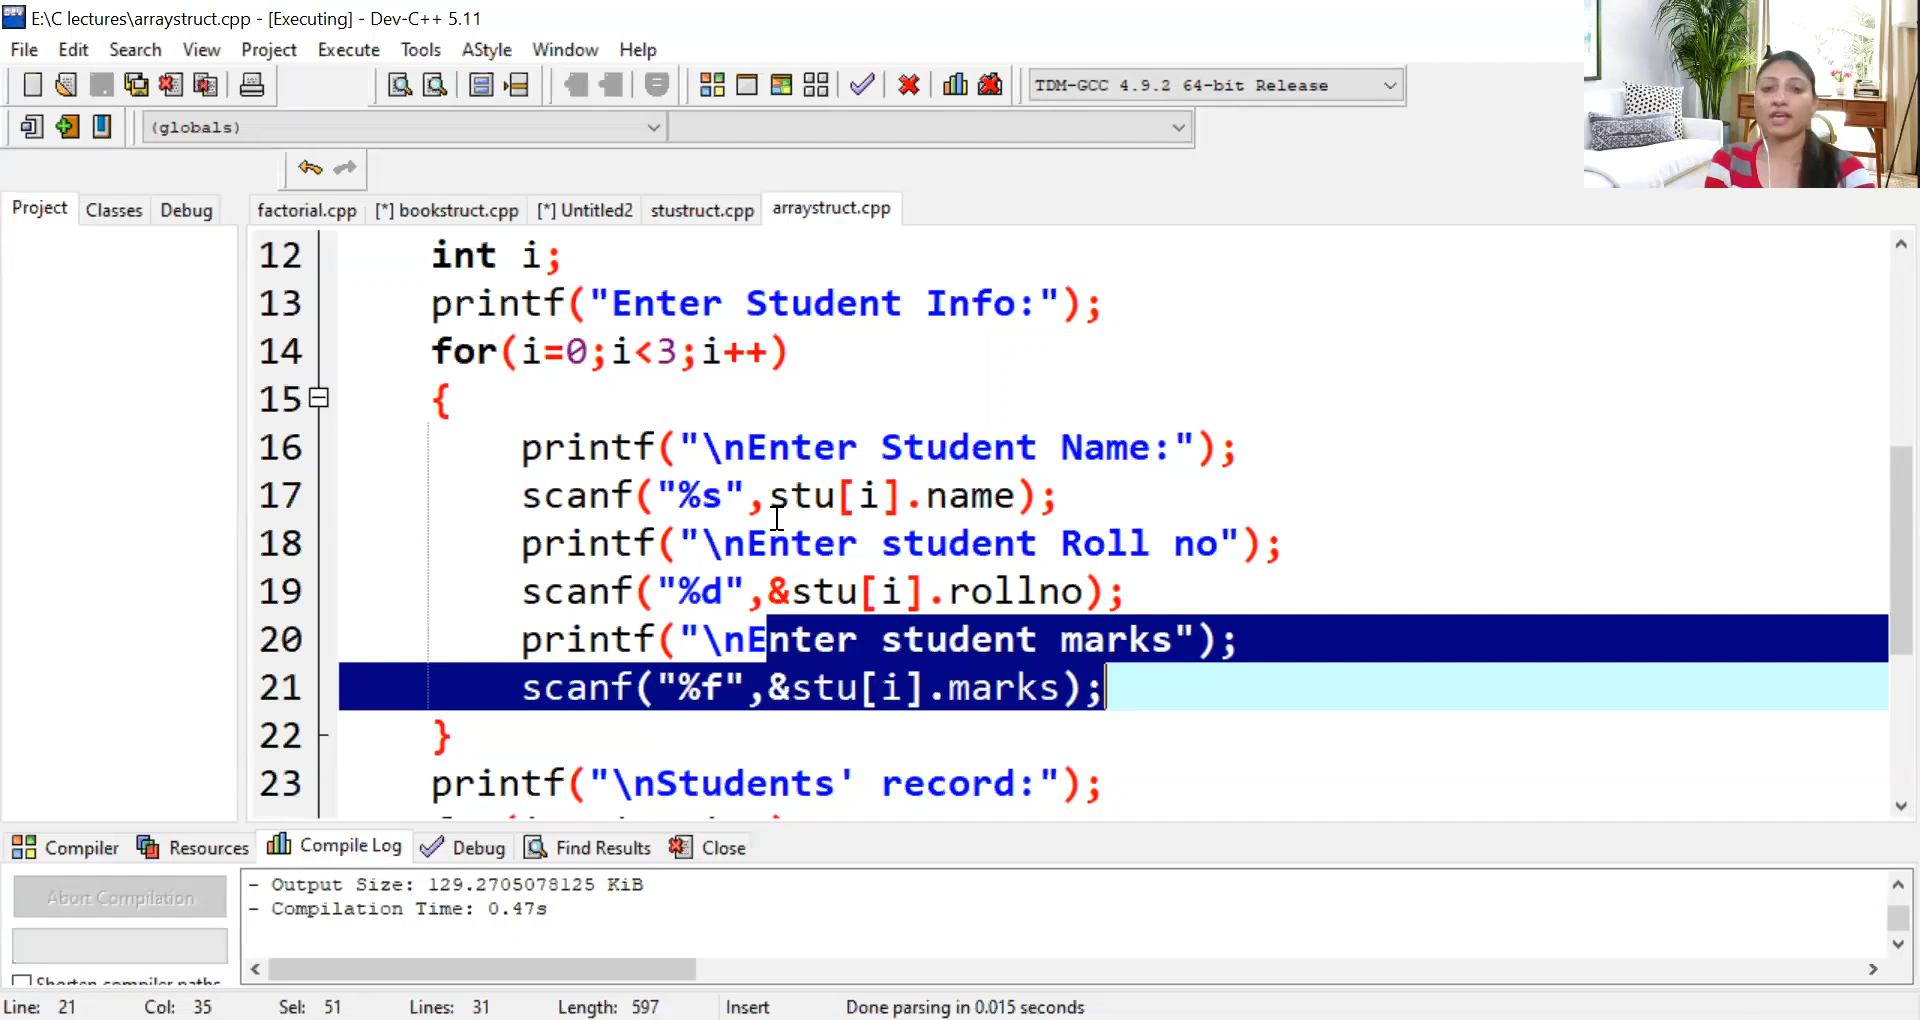 E:\C lectures\arraystruct.cpp - [Executing] - Dev-C++ 5.11
File Edit Search View Project Execute Tools AStyle Window Help
TDM-GCC 4.9.2 64-bit Release
(globals)
Project Classes Debug factorial.cpp [*] bookstruct.cpp [*] Untitled2 stustruct.cpp arraystruct.cpp
12 int i;
13 printf("Enter Student Info:");
14 for(i=0;i<3;i++)
15 {
16 printf("\nEnter Student Name:");
17 scanf("%s",stu[i].name);
18 printf("\nEnter student Roll no");
19 scanf("%d",&stu[i].rollno);
20 printf("\nEnter student marks");
21 scanf("%f",&stu[i].marks);
22 }
23 printf("\nStudents' record:");
Compiler Resources Compile Log Debug Find Results Close
Abort Compilation
- Output Size: 129.2705078125 KiB
- Compilation Time: 0.47s
Shorten compiler paths
Line: 21 Col: 35 Sel: 51 Lines: 31 Length: 597 Insert Done parsing in 0.015 seconds